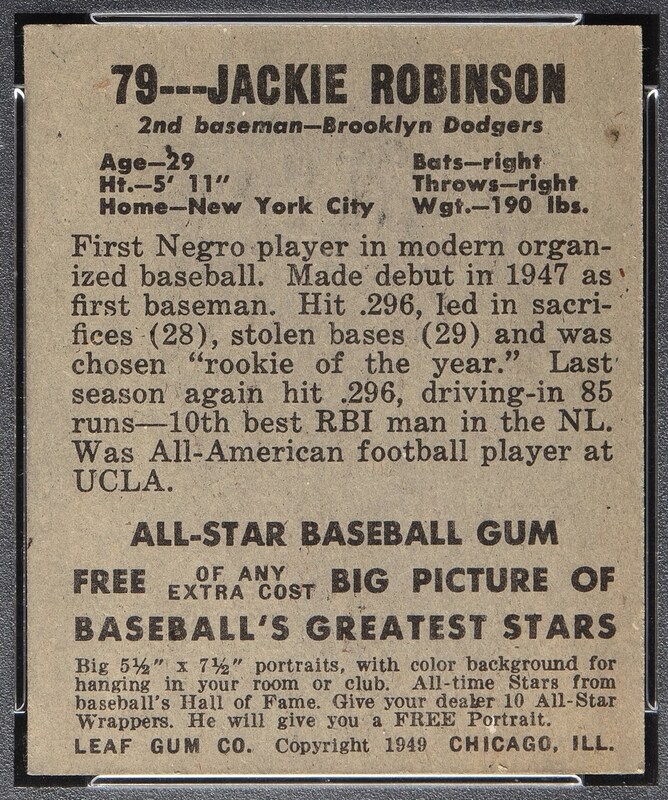 79---JACKIE ROBINSON
2nd baseman—Brooklyn Dodgers
Age—29 Bats—right
Ht.—5' 11" Throws—right
Home—New York City Wgt.—190 lbs.
First Negro player in modern organ-
ized baseball. Made debut in 1947 as
first baseman. Hit .296, led in sacri-
fices (28), stolen bases (29) and was
chosen "rookie of the year." Last
season again hit .296, driving-in 85
runs—10th best RBI man in the NL.
Was All-American football player at
UCLA.
ALL-STAR BASEBALL GUM
FREE OF ANY EXTRA COST BIG PICTURE OF
BASEBALL'S GREATEST STARS
Big 5½" x 7½" portraits, with color background for
hanging in your room or club. All-time Stars from
baseball's Hall of Fame. Give your dealer 10 All-Star
Wrappers. He will give you a FREE Portrait.
LEAF GUM CO. Copyright 1949 CHICAGO, ILL.